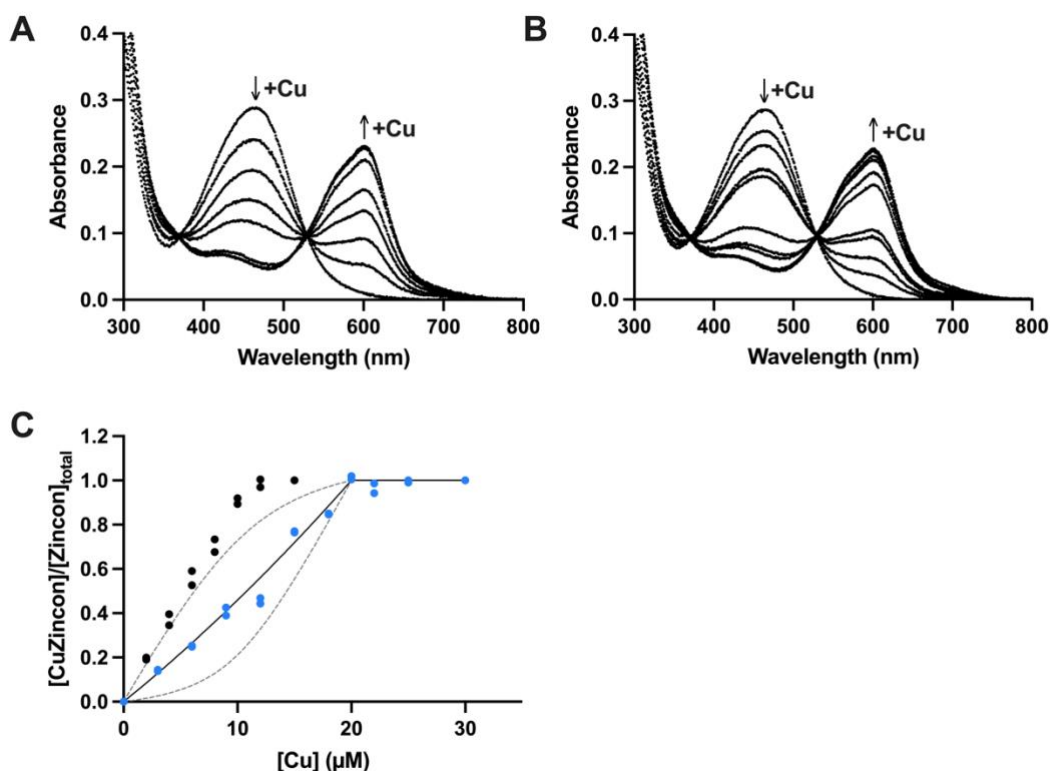 A
0.4
0.3
0.2
0.1
0.0
Absorbance
↓+Cu
↑+Cu
300 400 500 600 700 800
Wavelength (nm)
B
0.4
0.3
0.2
0.1
0.0
Absorbance
↓+Cu
↑+Cu
300 400 500 600 700 800
Wavelength (nm)
C
1.2
1.0
0.8
0.6
0.4
0.2
0.0
[CuZincon]/[Zincon]total
0 10 20 30
[Cu] (µM)